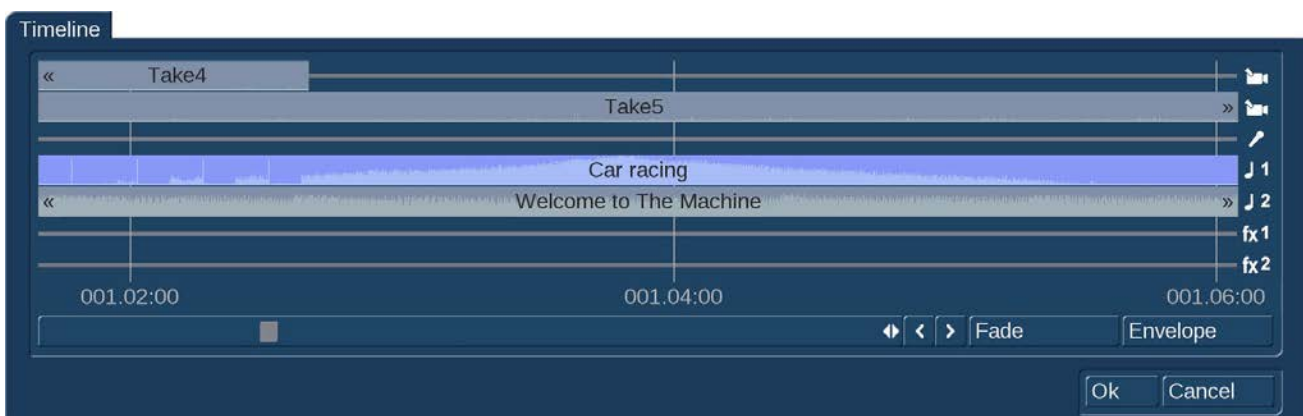 Timeline
« Take4
Take5 »
Car racing 1
« Welcome to The Machine » 2
fx 1
fx 2
001.02:00 001.04:00 001.06:00
Fade Envelope
Ok Cancel